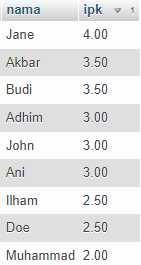 nama ipk 1
Jane 4.00
Akbar 3.50
Budi 3.50
Adhim 3.00
John 3.00
Ani 3.00
Ilham 2.50
Doe 2.50
Muhammad 2.00